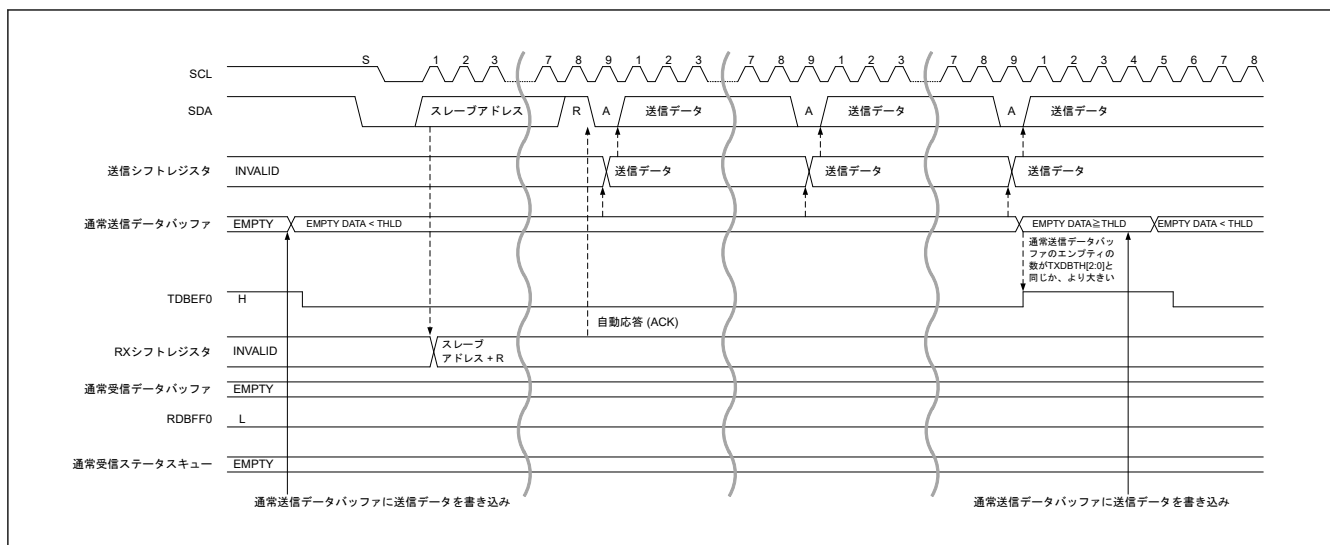 SCL
S
1 2 3 7 8 9 1 2 3 7 8 9 1 2 3 7 8 9 1 2 3 4 5 6 7 8
SDA
スレーブアドレス
R
A
送信データ
A
送信データ
A
送信データ
送信シフトレジスタ
INVALID
送信データ
送信データ
送信データ
通常送信データバッファ
EMPTY
EMPTY DATA < THLD
EMPTY DATA≧THLD
EMPTY DATA < THLD
通常送信データバッ
ファのエンプティの
数がTXDBTH[2:0]と
同じか、より大きい
TDBEF0
H
自動応答 (ACK)
RXシフトレジスタ
INVALID
スレーブ
アドレス + R
通常受信データバッファ
EMPTY
RDBFF0
L
通常受信ステータスキュー
EMPTY
通常送信データバッファに送信データを書き込み
通常送信データバッファに送信データを書き込み